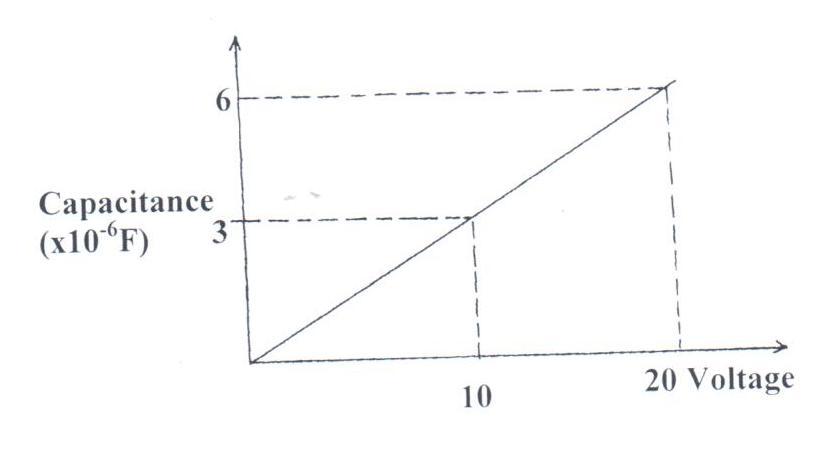 6
Capacitance
(x10⁻⁶F)
3
10
20 Voltage